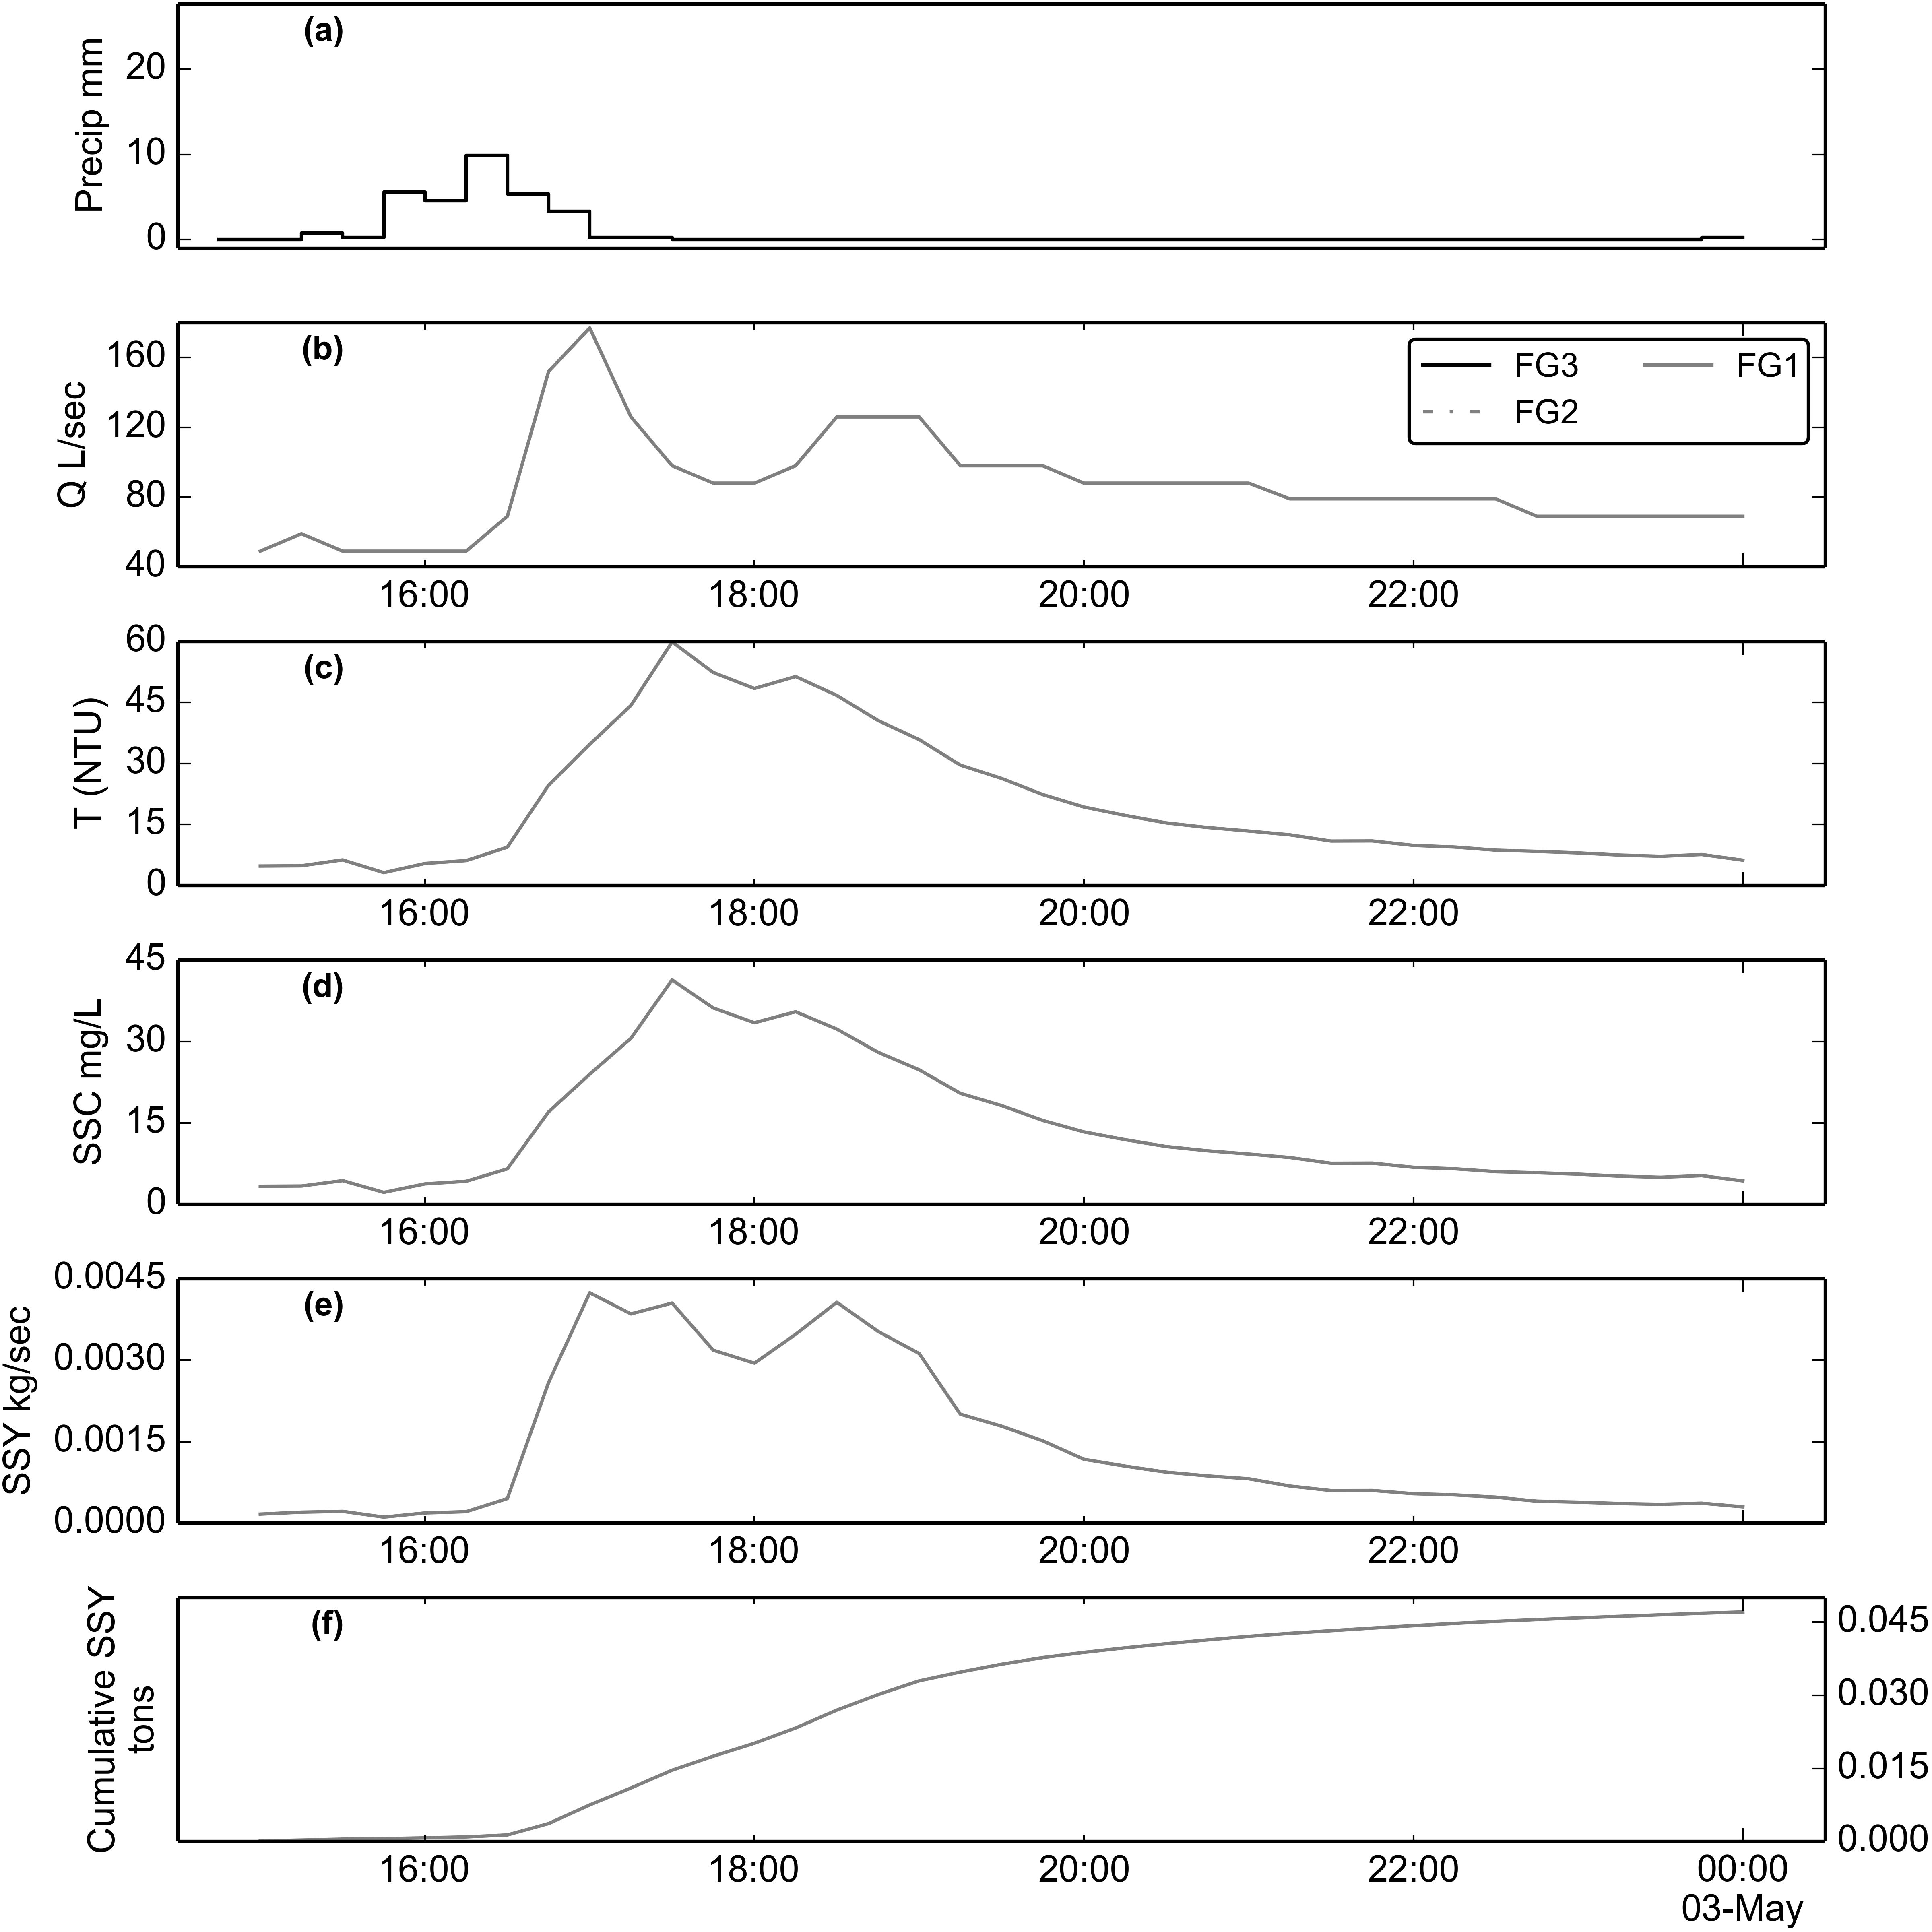 (a)
Precip mm
20
10
0
(b)
Q L/sec
160
120
80
40
FG3 FG1
FG2
16:00 18:00 20:00 22:00
(c)
T (NTU)
60
45
30
15
0
16:00 18:00 20:00 22:00
(d)
SSC mg/L
45
30
15
0
16:00 18:00 20:00 22:00
(e)
SSY kg/sec
0.0045
0.0030
0.0015
0.0000
16:00 18:00 20:00 22:00
(f)
Cumulative SSY
tons
0.045
0.030
0.015
0.000
16:00 18:00 20:00 22:00 00:00
03-May